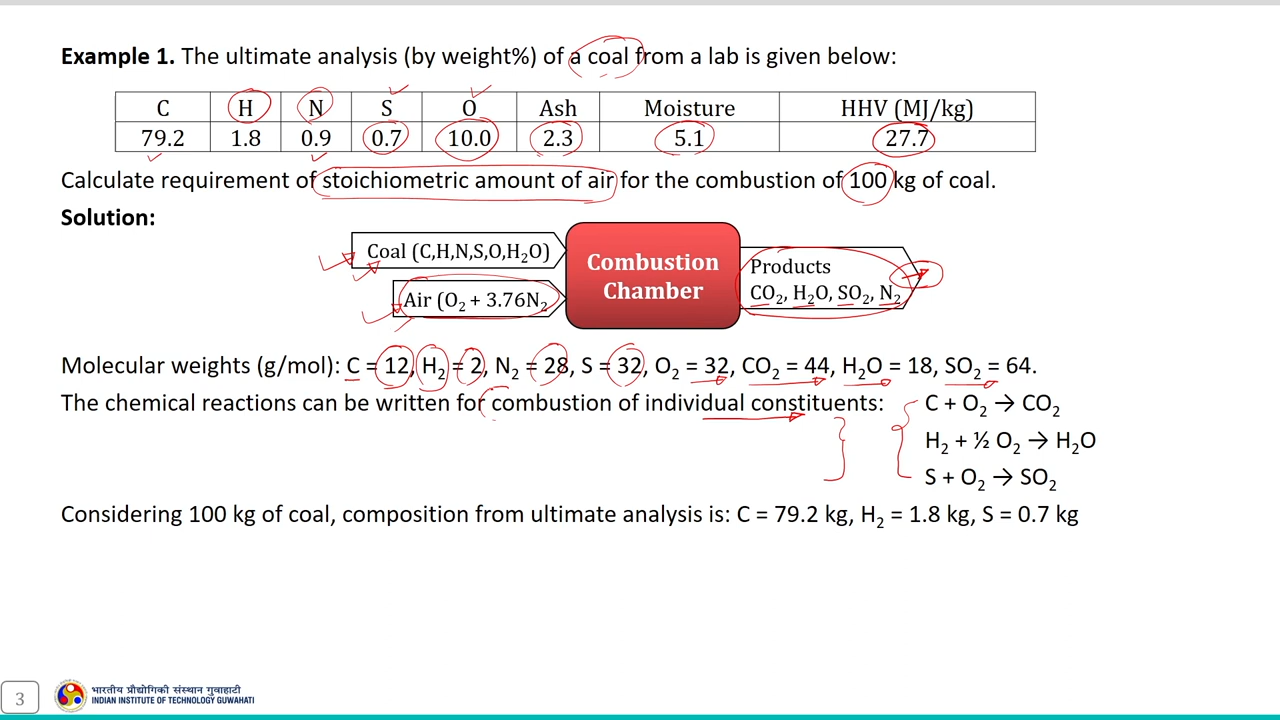 Example 1. The ultimate analysis (by weight%) of a coal from a lab is given below:
C H N S O Ash Moisture HHV (MJ/kg)
79.2 1.8 0.9 0.7 10.0 2.3 5.1 27.7
Calculate requirement of stoichiometric amount of air for the combustion of 100 kg of coal.
Solution:
Coal (C,H,N,S,O,H₂O)
Air (O₂ + 3.76N₂
Combustion
Chamber
Products
CO₂, H₂O, SO₂, N₂
Molecular weights (g/mol): C = 12, H₂ = 2, N₂ = 28, S = 32, O₂ = 32, CO₂ = 44, H₂O = 18, SO₂ = 64.
The chemical reactions can be written for combustion of individual constituents: C + O₂ → CO₂
H₂ + ½ O₂ → H₂O
S + O₂ → SO₂
Considering 100 kg of coal, composition from ultimate analysis is: C = 79.2 kg, H₂ = 1.8 kg, S = 0.7 kg
3
भारतीय प्रौद्योगिकी संस्थान गुवाहाटी
INDIAN INSTITUTE OF TECHNOLOGY GUWAHATI